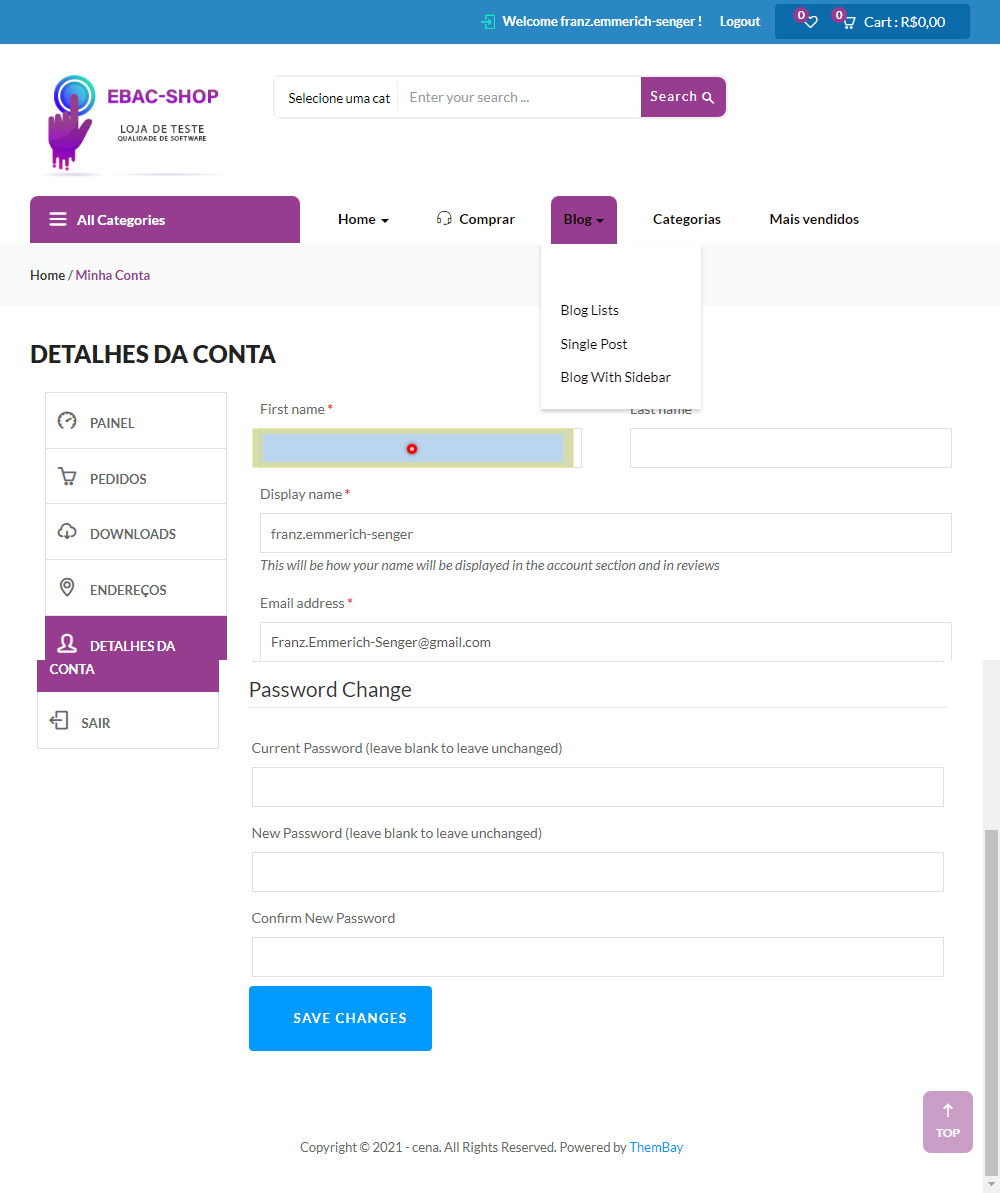 Welcome franz.emmerich-senger ! Logout 0 0 Cart : R$0,00
EBAC-SHOP
LOJA DE TESTE
QUALIDADE DE SOFTWARE
Selecione uma cat Enter your search ... Search
All Categories Home Comprar Blog Categorias Mais vendidos
Home / Minha Conta
Blog Lists
Single Post
Blog With Sidebar
DETALHES DA CONTA
PAINEL
PEDIDOS
DOWNLOADS
ENDEREÇOS
DETALHES DA
CONTA
SAIR
First name * Last name
Display name *
franz.emmerich-senger
This will be how your name will be displayed in the account section and in reviews
Email address *
Franz.Emmerich-Senger@gmail.com
Password Change
Current Password (leave blank to leave unchanged)
New Password (leave blank to leave unchanged)
Confirm New Password
SAVE CHANGES
TOP
Copyright © 2021 - cena. All Rights Reserved. Powered by ThemBay